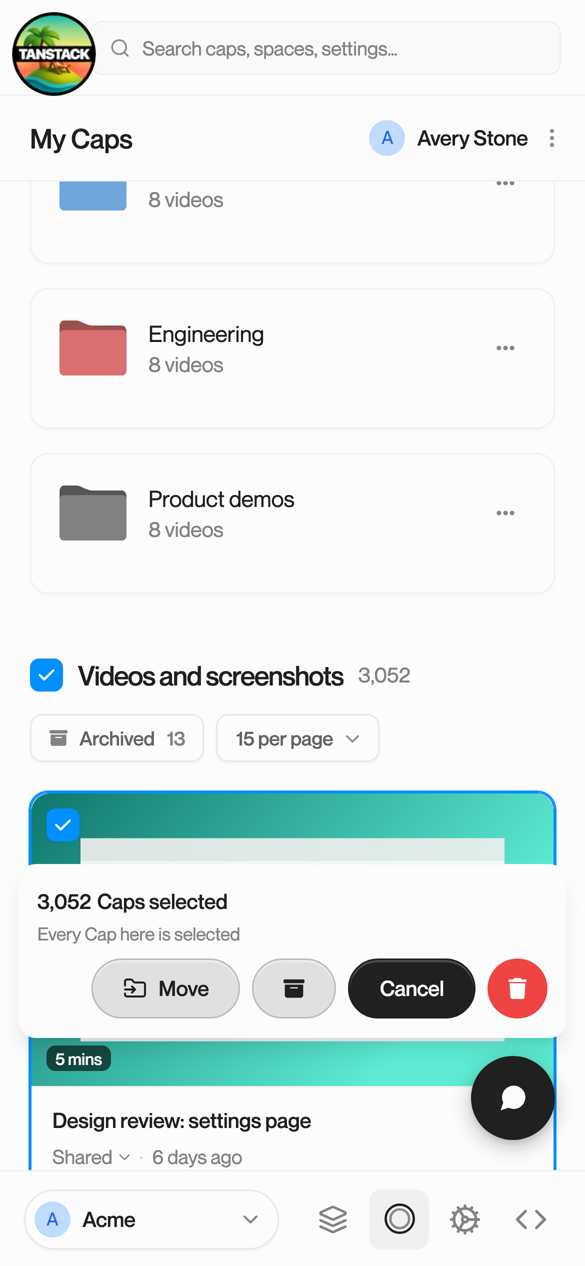 TANSTACK
Search caps, spaces, settings...
My Caps
A
Avery Stone
8 videos
Engineering
8 videos
Product demos
8 videos
Videos and screenshots 3,052
Archived 13
15 per page
3,052 Caps selected
Every Cap here is selected
Move
Cancel
5 mins
Design review: settings page
Shared · 6 days ago
A
Acme